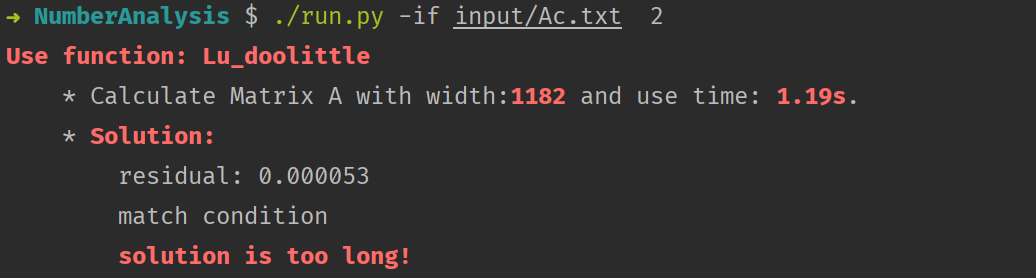 ➜ NumberAnalysis $ ./run.py -if input/Ac.txt  2
Use function: Lu_doolittle
    * Calculate Matrix A with width:1182 and use time: 1.19s.
    * Solution:
        residual: 0.000053
        match condition
        solution is too long!